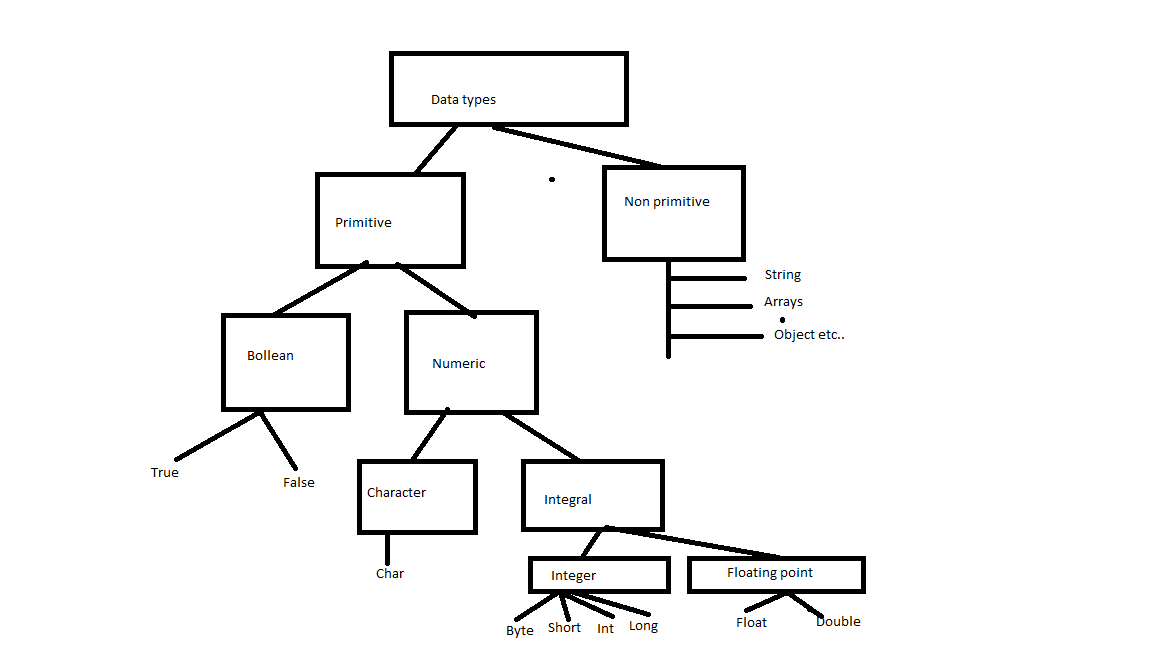 Data types
Primitive
Non primitive
String
Arrays
Object etc..
Bollean
Numeric
True
False
Character
Integral
Char
Integer
Floating point
Byte
Short
Int
Long
Float
Double